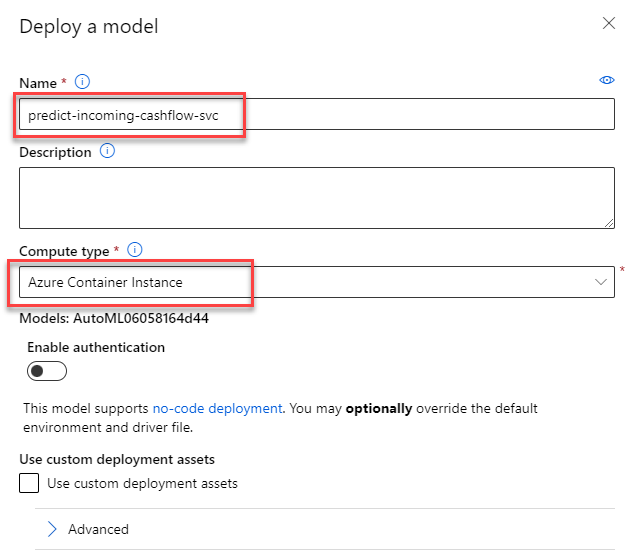 Deploy a model
Name *
predict-incoming-cashflow-svc
Description
Compute type *
Azure Container Instance
*
Models: AutoML06058164d44
Enable authentication
This model supports no-code deployment. You may optionally override the default
environment and driver file.
Use custom deployment assets
Use custom deployment assets
Advanced